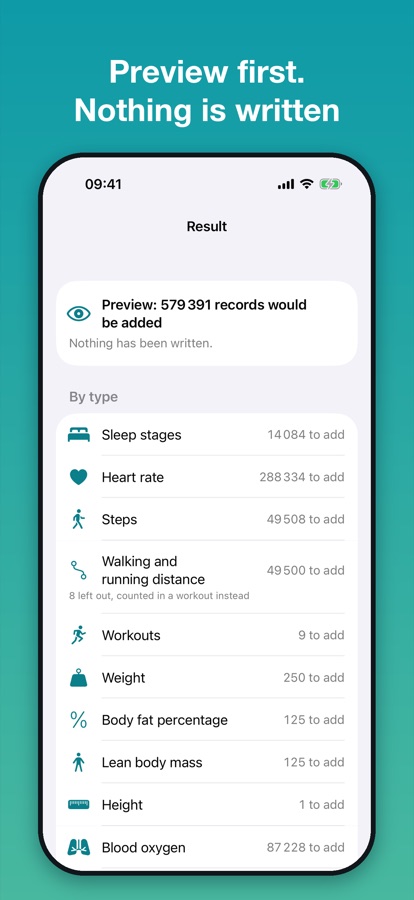 Preview first.
Nothing is written
09:41
Result
Preview: 579 391 records would
be added
Nothing has been written.
By type
Sleep stages 14 084 to add
Heart rate 288 334 to add
Steps 49 508 to add
Walking and
running distance 49 500 to add
8 left out, counted in a workout instead
Workouts 9 to add
Weight 250 to add
% Body fat percentage 125 to add
Lean body mass 125 to add
Height 1 to add
Blood oxygen 87 228 to add